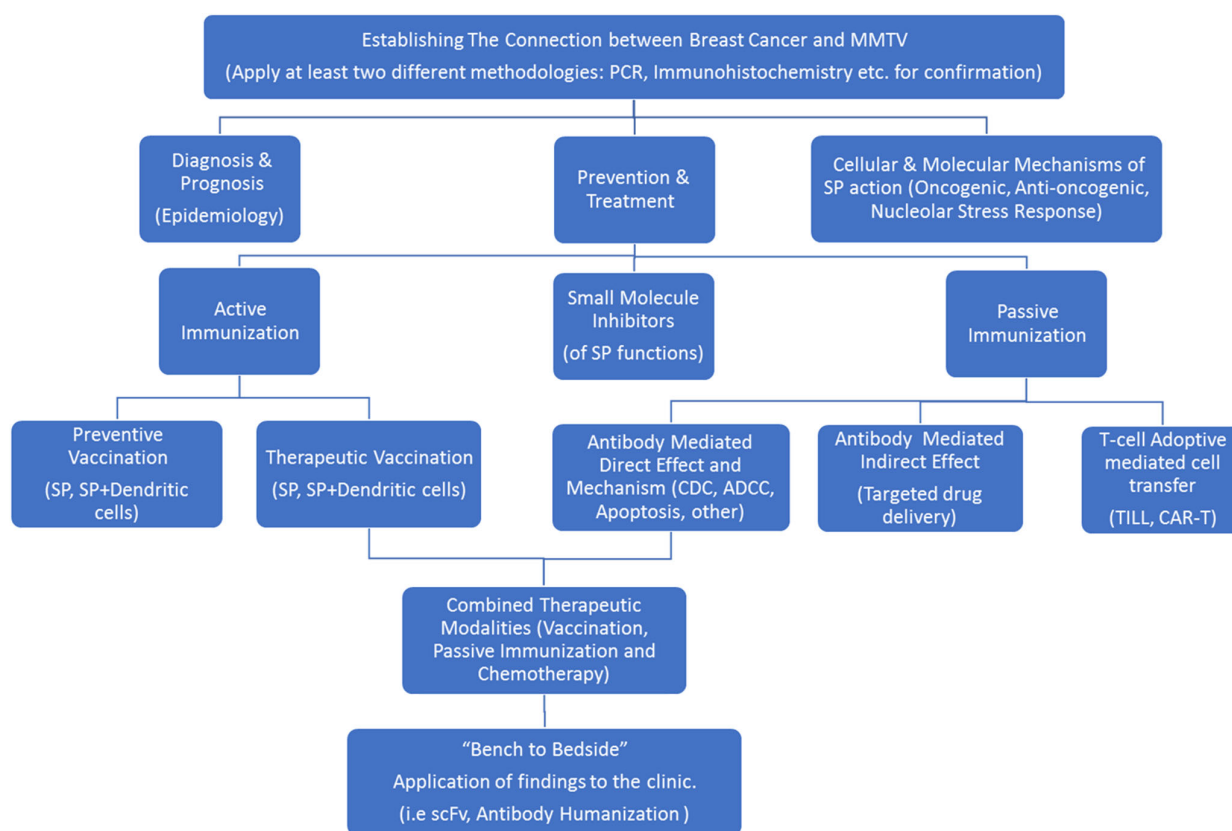 Establishing The Connection between Breast Cancer and MMTV
(Apply at least two different methodologies: PCR, Immunohistochemistry etc. for confirmation)
Diagnosis &
Prognosis
(Epidemiology)
Prevention &
Treatment
Cellular & Molecular Mechanisms of
SP action (Oncogenic, Anti-oncogenic,
Nucleolar Stress Response)
Active
Immunization
Small Molecule
Inhibitors
(of SP functions)
Passive
Immunization
Preventive
Vaccination
(SP, SP+Dendritic
cells)
Therapeutic Vaccination
(SP, SP+Dendritic cells)
Antibody Mediated
Direct Effect and
Mechanism (CDC, ADCC,
Apoptosis, other)
Antibody Mediated
Indirect Effect
(Targeted drug
delivery)
T-cell Adoptive
mediated cell
transfer
(TILL, CAR-T)
Combined Therapeutic
Modalities (Vaccination,
Passive Immunization and
Chemotherapy)
“Bench to Bedside”
Application of findings to the clinic.
(i.e scFv, Antibody Humanization )